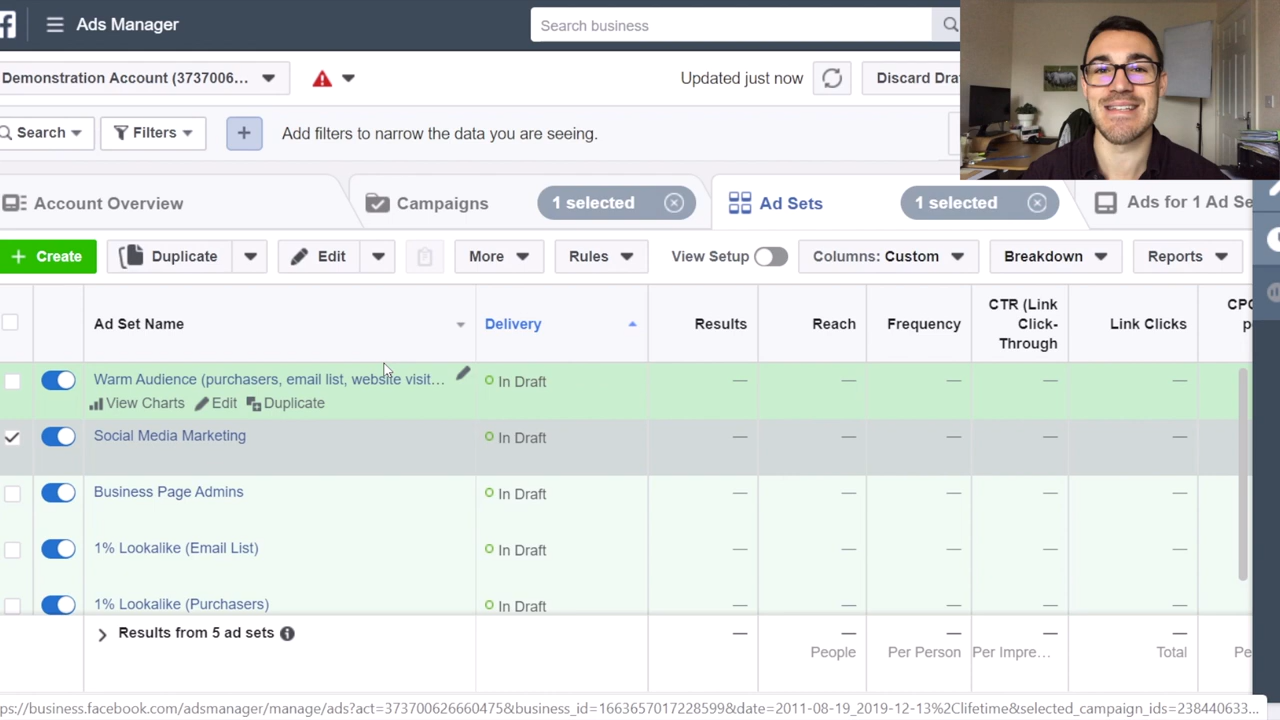 Ads Manager
Search business
Demonstration Account (3737006...
Updated just now
Discard Dra
Search
Filters
Add filters to narrow the data you are seeing.
Account Overview
Campaigns
1 selected
Ad Sets
1 selected
Ads for 1 Ad Se
+ Create
Duplicate
Edit
More
Rules
View Setup
Columns: Custom
Breakdown
Reports
Ad Set Name
Delivery
Results
Reach
Frequency
CTR (Link
Click-
Through
Link Clicks
CPC
p
Warm Audience (purchasers, email list, website visit...
In Draft
— — — — —
View Charts
Edit
Duplicate
Social Media Marketing
In Draft
— — — — —
Business Page Admins
In Draft
— — — — —
1% Lookalike (Email List)
In Draft
— — — — —
1% Lookalike (Purchasers)
In Draft
— — — — —
Results from 5 ad sets
— — — — —
People
Per Person
Per Impre...
Total
Pe
ps://business.facebook.com/adsmanager/manage/ads?act=373700626660475&business_id=1663657017228599&date=2011-08-19_2019-12-13%2Clifetime&selected_campaign_ids=238440633...